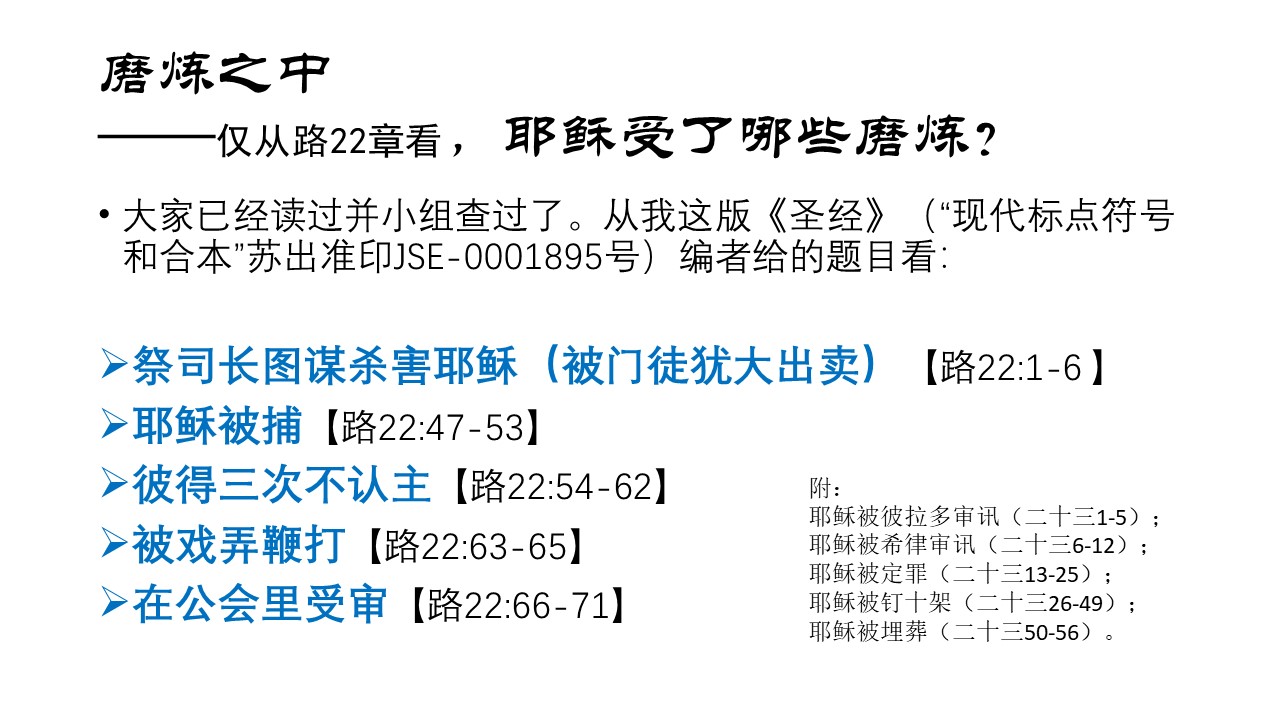 磨炼之中
———仅从路22章看，耶稣受了哪些磨炼？
• 大家已经读过并小组查过了。从我这版《圣经》（“现代标点符号
和合本”苏出准印JSE-0001895号）编者给的题目看：
➢祭司长图谋杀害耶稣（被门徒犹大出卖）【路22:1-6 】
➢耶稣被捕【路22:47-53】
➢彼得三次不认主【路22:54-62】
➢被戏弄鞭打【路22:63-65】
➢在公会里受审【路22:66-71】
附：
耶稣被彼拉多审讯（二十三1-5）；
耶稣被希律审讯（二十三6-12）；
耶稣被定罪（二十三13-25）；
耶稣被钉十架（二十三26-49）；
耶稣被埋葬（二十三50-56）。